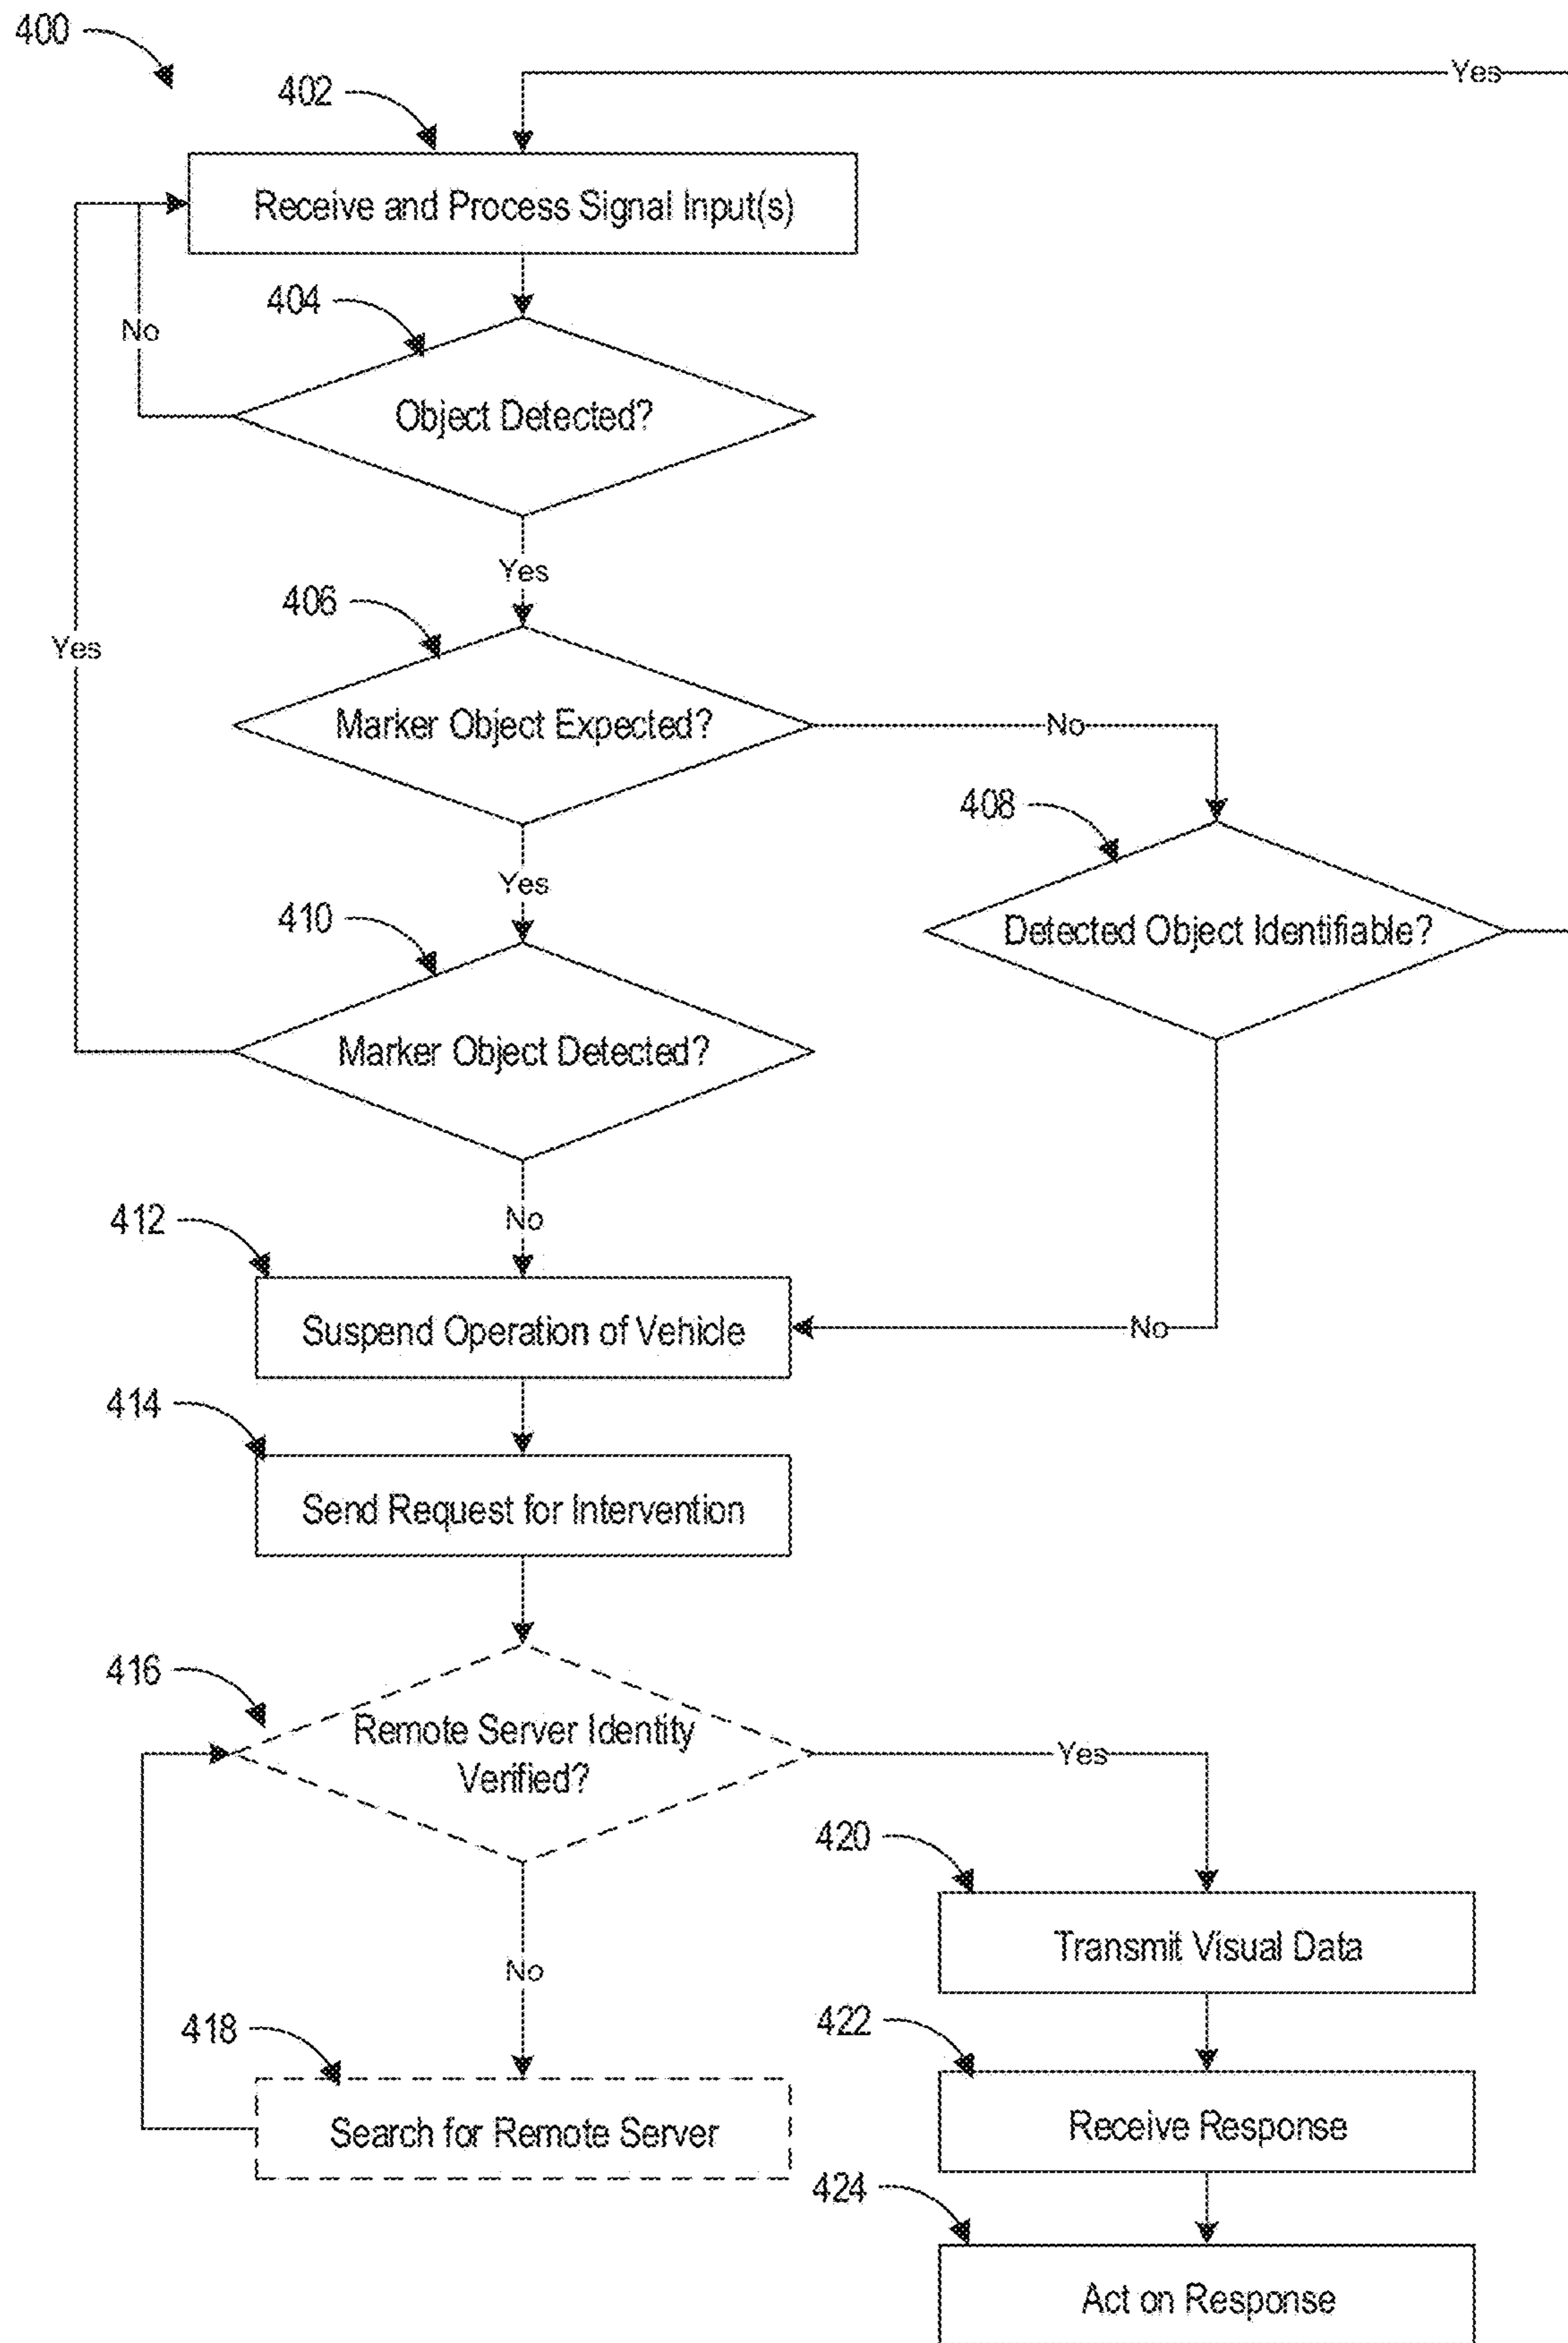 400
402
Yes
Receive and Process Signal Input(s)
404
No
Object Detected?
Yes
406
Yes
Marker Object Expected?
No
408
Yes
410
Detected Object Identifiable?
Marker Object Detected?
No
412
Suspend Operation of Vehicle
No
414
Send Request for Intervention
416
Remote Server Identity
Verified?
Yes
420
Transmit Visual Data
No
418
422
Search for Remote Server
Receive Response
424
Act on Response